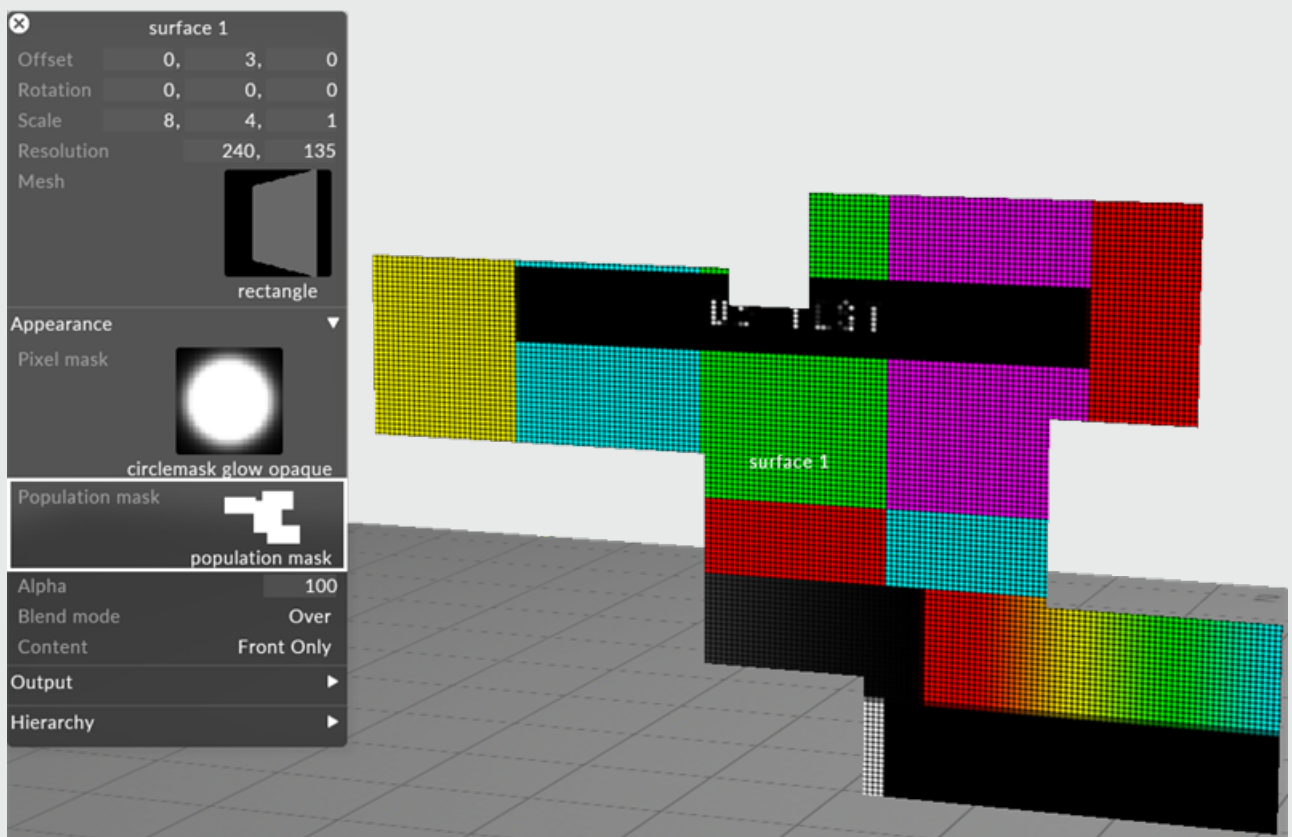 surface 1
Offset 0, 3, 0
Rotation 0, 0, 0
Scale 8, 4, 1
Resolution 240, 135
Mesh
rectangle
Appearance
Pixel mask
circlemask glow opaque
Population mask
population mask
Alpha 100
Blend mode Over
Content Front Only
Output
Hierarchy
surface 1